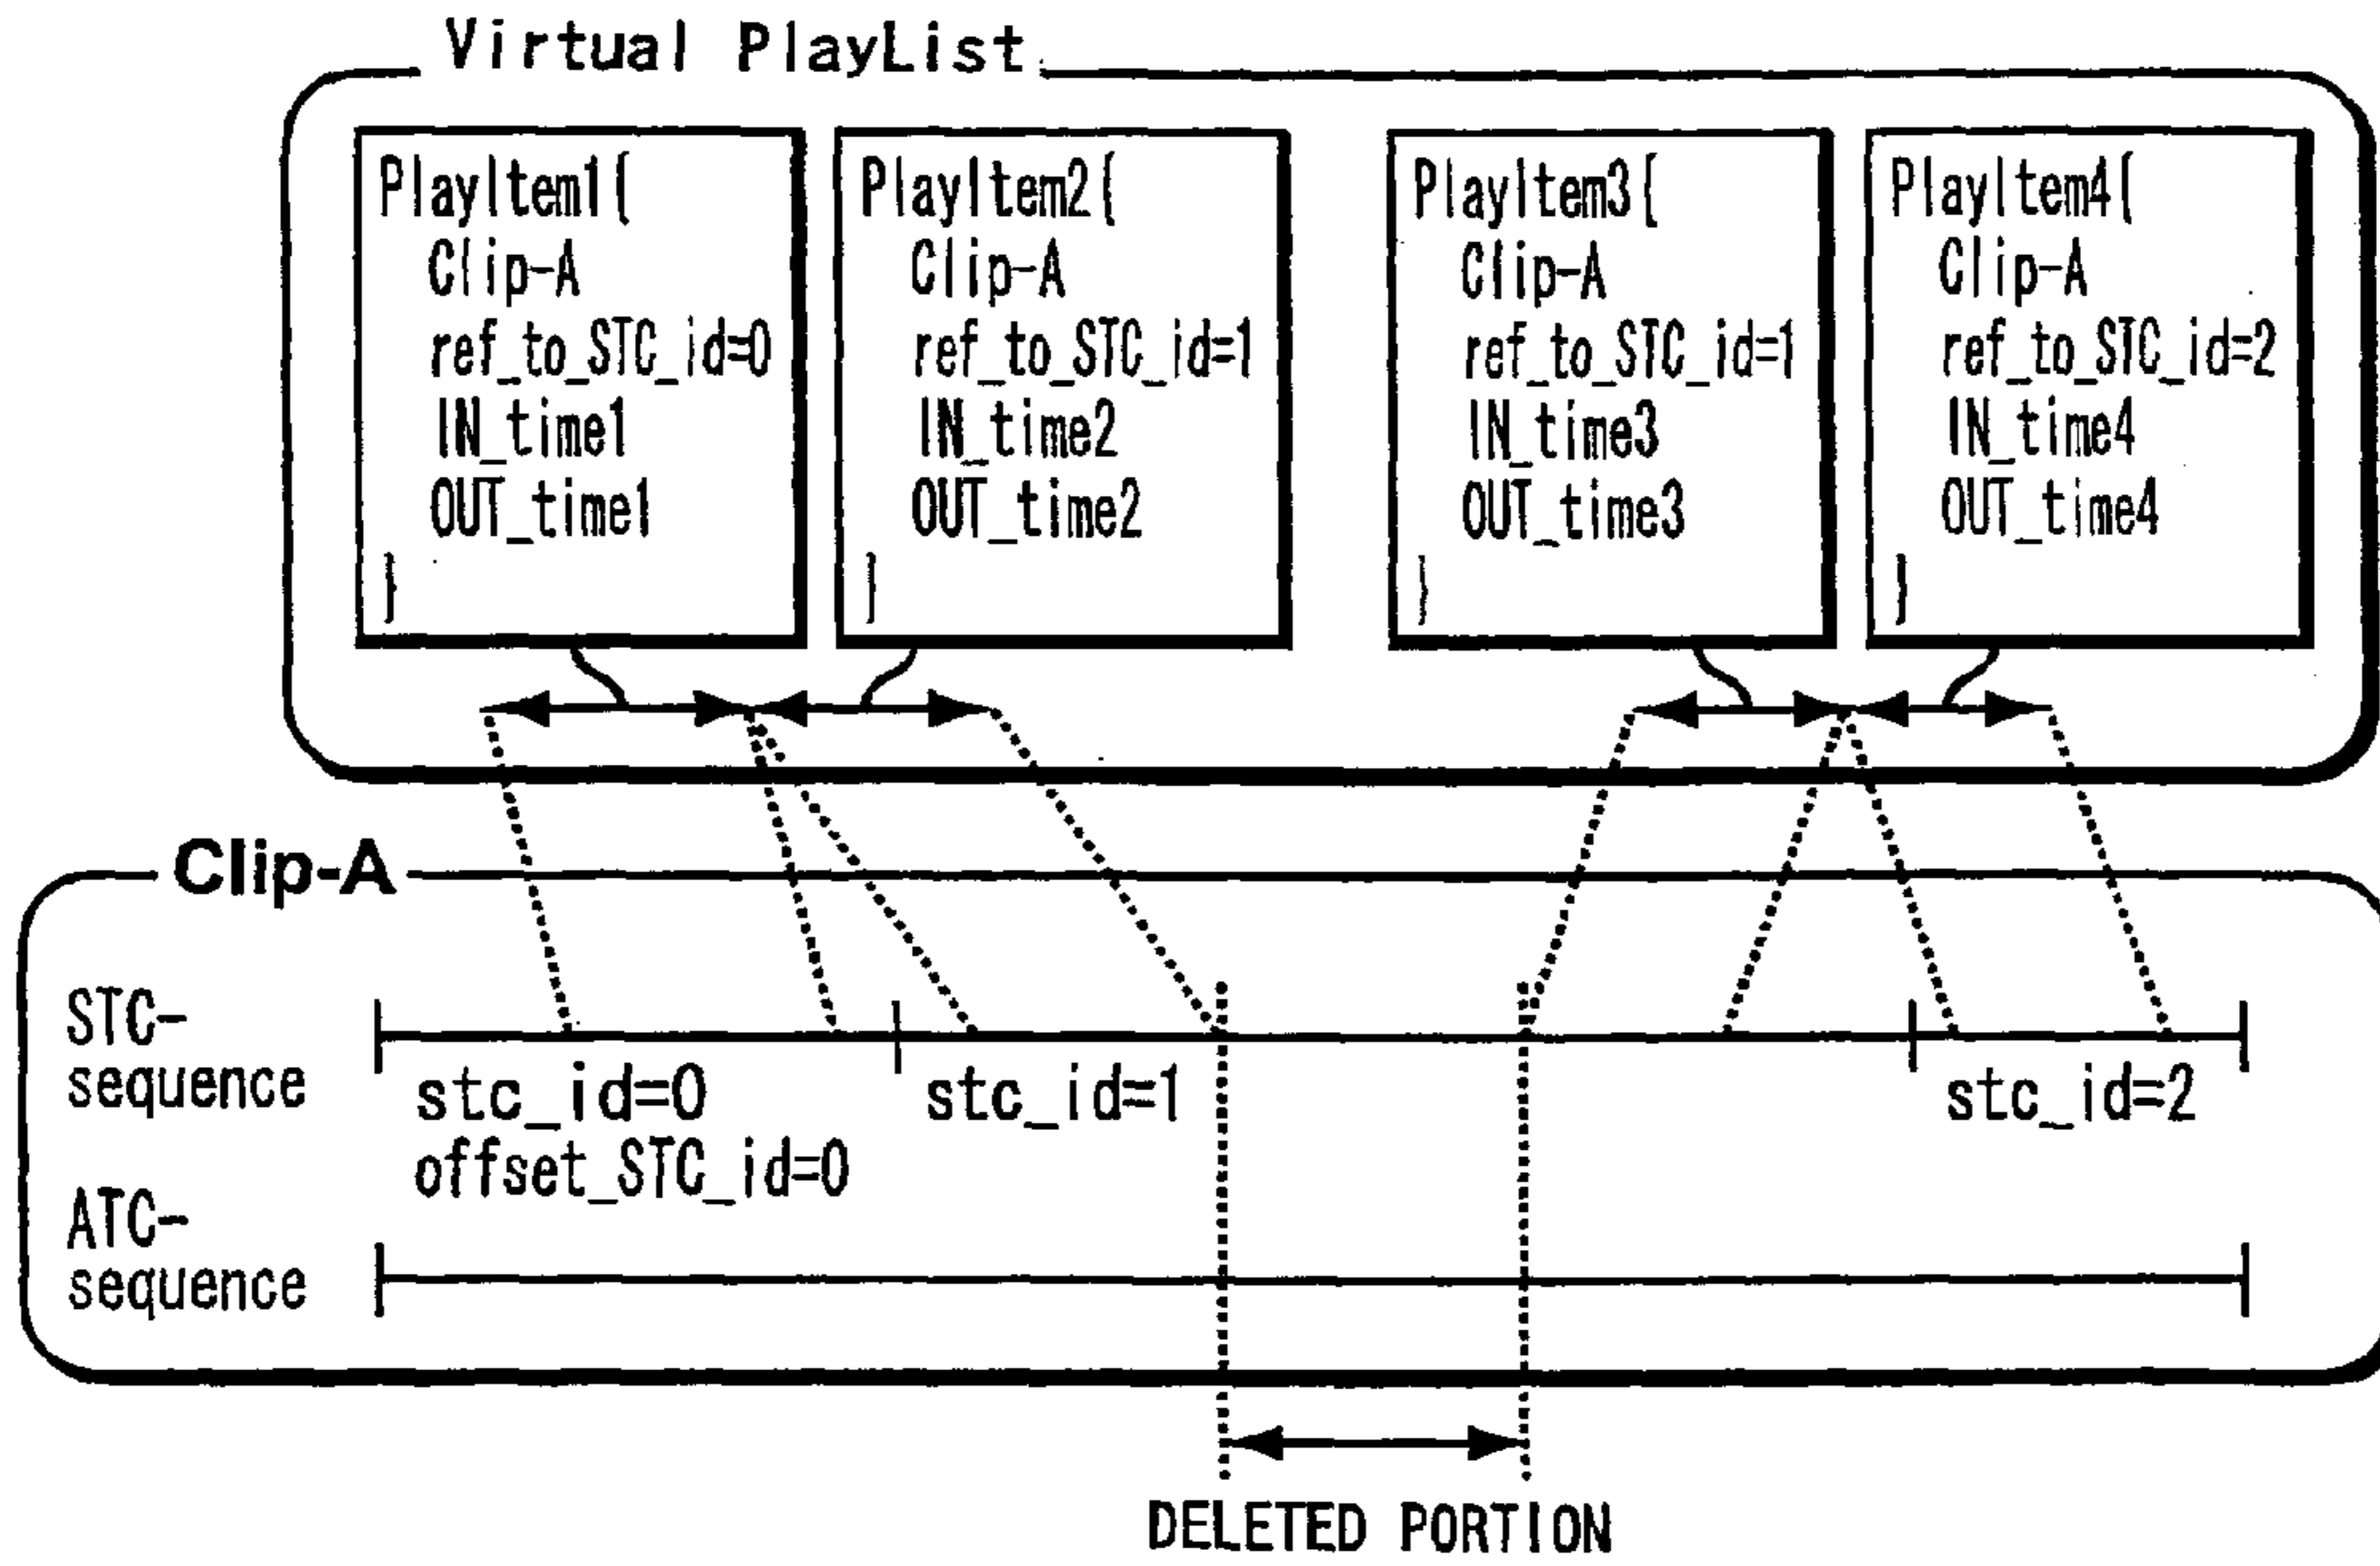 Virtual PlayList
PlayItem1{
Clip-A
ref_to_STC_id=0
IN_time1
OUT_time1
}
PlayItem2{
Clip-A
ref_to_STC_id=1
IN_time2
OUT_time2
}
PlayItem3{
Clip-A
ref_to_STC_id=1
IN_time3
OUT_time3
}
PlayItem4{
Clip-A
ref_to_STC_id=2
IN_time4
OUT_time4
}
Clip-A
STC-
sequence
stc_id=0
offset_STC_id=0
stc_id=1
stc_id=2
ATC-
sequence
DELETED PORTION